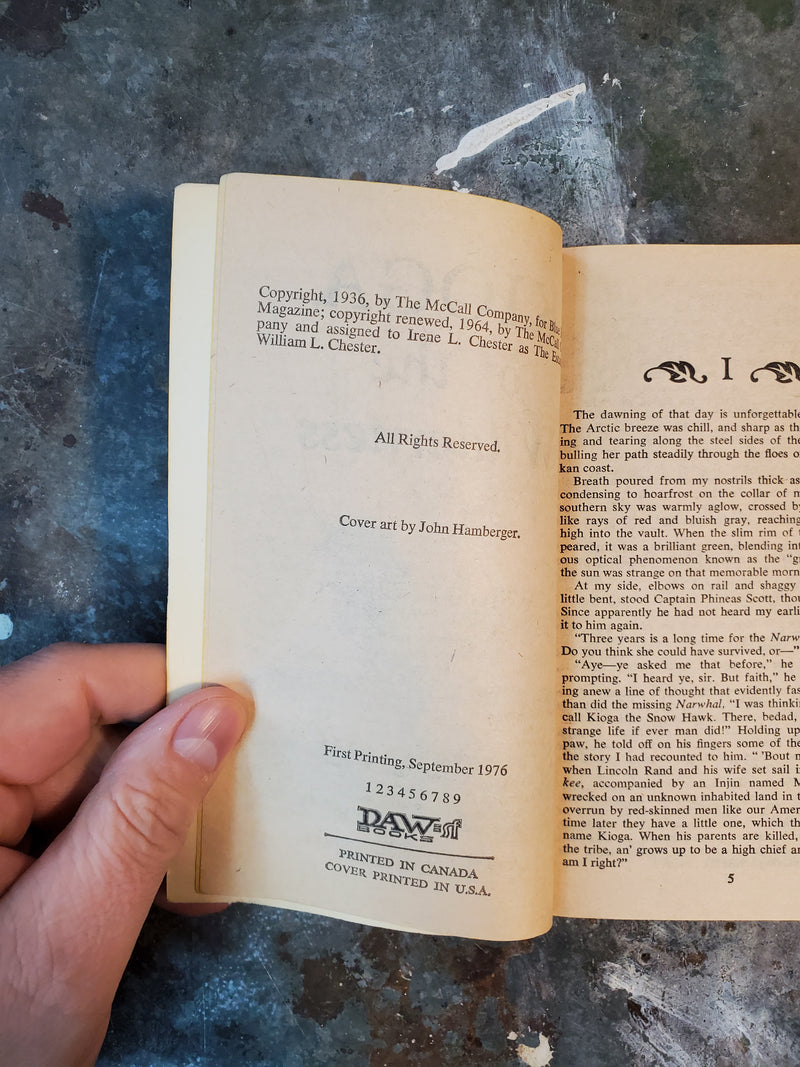 Copyright, 1936, by The McCall Company, for Blue
Magazine; copyright renewed, 1964, by The McCall
pany and assigned to Irene L. Chester as The
William L. Chester.
All Rights Reserved.
Cover art by John Hamberger.
First Printing, September 1976
1 2 3 4 5 6 7 8 9
DAW sf
BOOKS
PRINTED IN CANADA
COVER PRINTED IN U.S.A.
I
The dawning of that day is unforgettable
The Arctic breeze was chill, and sharp as th
ing and tearing along the steel sides of the
bulling her path steadily through the floes o
kan coast.
Breath poured from my nostrils thick as
condensing to hoarfrost on the collar of m
southern sky was warmly aglow, crossed by
like rays of red and bluish gray, reaching
high into the vault. When the slim rim of
peared, it was a brilliant green, blending int
ous optical phenomenon known as the "g
the sun was strange on that memorable morn
At my side, elbows on rail and shaggy
little bent, stood Captain Phineas Scott, thou
Since apparently he had not heard my earli
it to him again.
"Three years is a long time for the Narw
Do you think she could have survived, or—"
"Aye—ye asked me that before," he
prompting. "I heard ye, sir. But faith," he
ing anew a line of thought that evidently fas
than did the missing Narwhal, "I was thinkin
call Kioga the Snow Hawk. There, bedad,
strange life if ever man did!" Holding up
paw, he told off on his fingers some of the
the story I had recounted to him. " 'Bout n
when Lincoln Rand and his wife set sail i
kee, accompanied by an Injin named M
wrecked on an unknown inhabited land in t
overrun by red-skinned men like our Amer
time later they have a little one, which th
name Kioga. When his parents are killed,
the tribe, an' grows up to be a high chief a
am I right?"
5